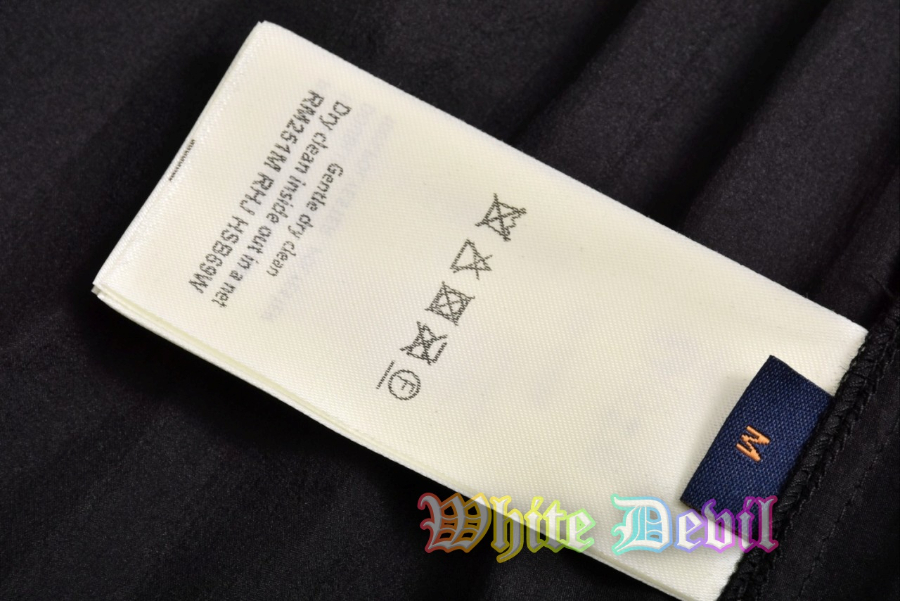 Gentle dry clean
Dry clean inside out in a net
RM251M RHJ HSB69W
F
M
White Devil